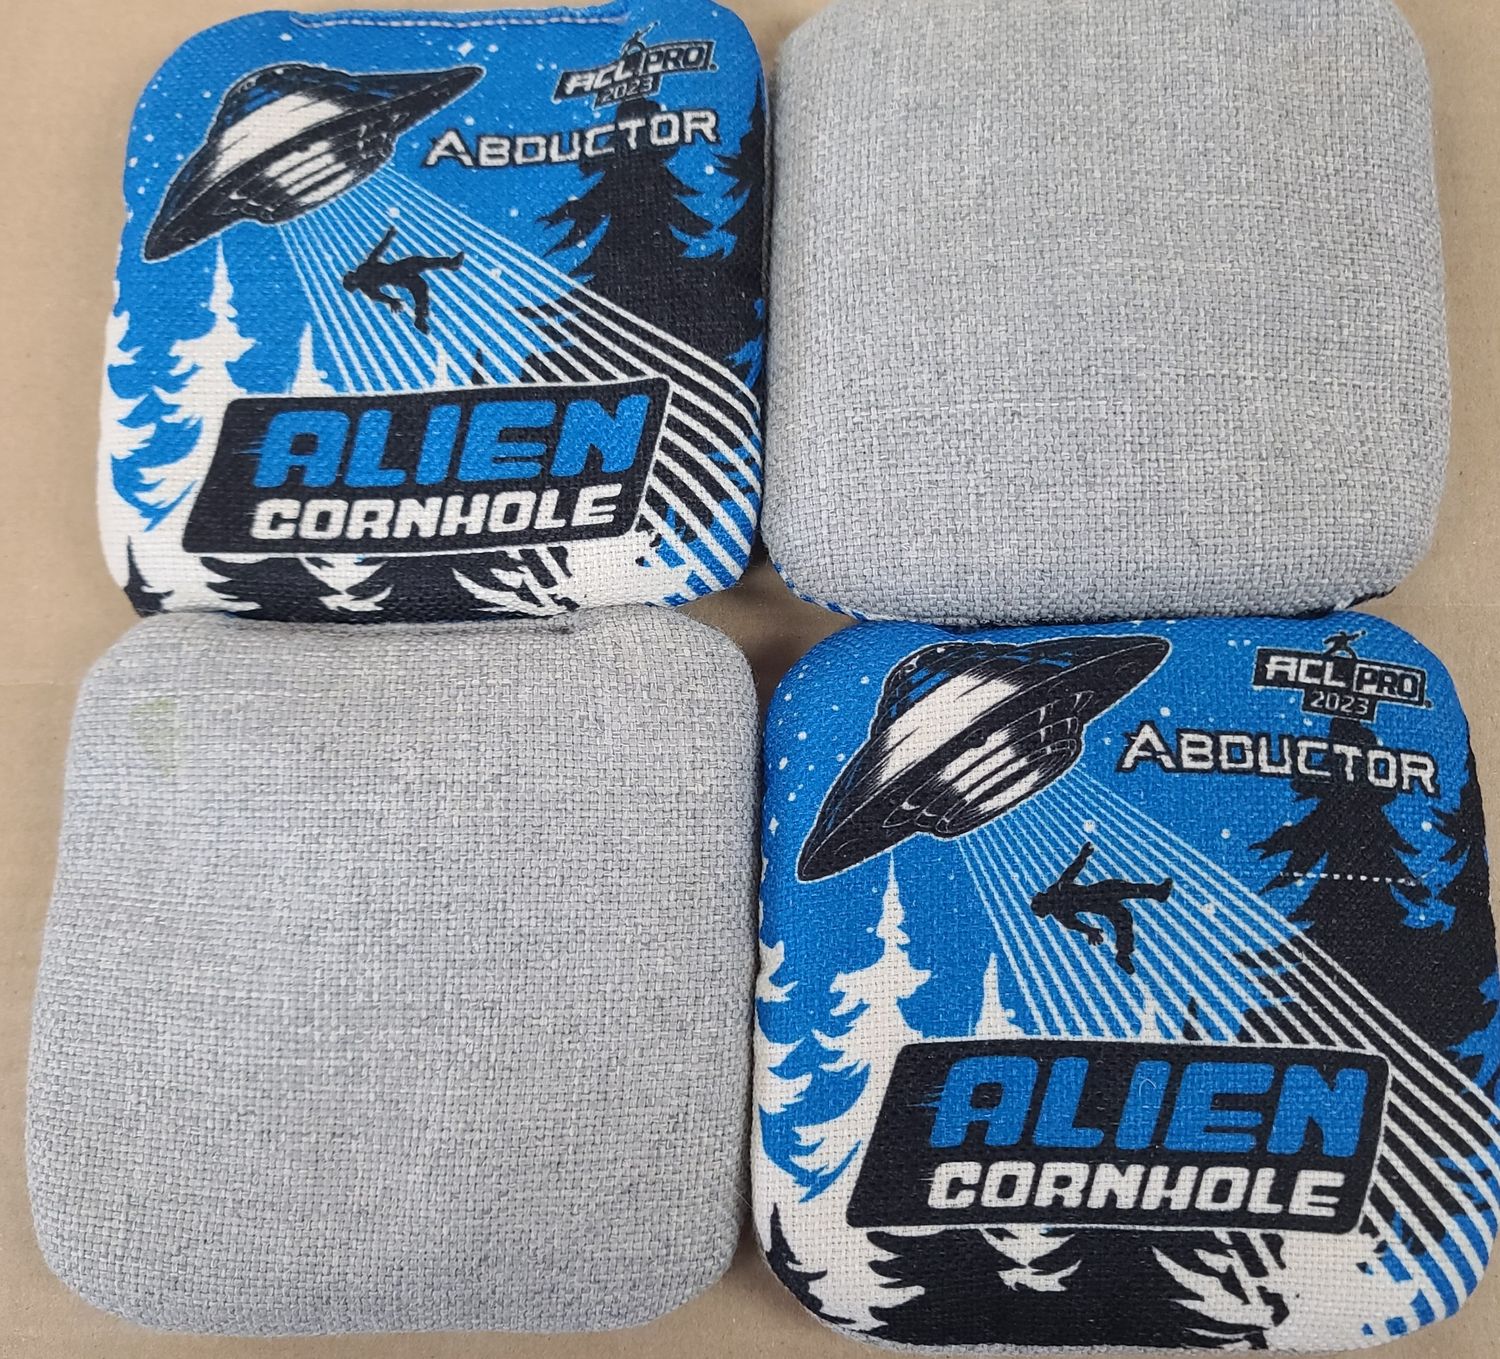 ACL PRO
2023
ABDUCTOR
ALIEN
CORNHOLE
ACL PRO
2023
ABDUCTOR
ALIEN
CORNHOLE